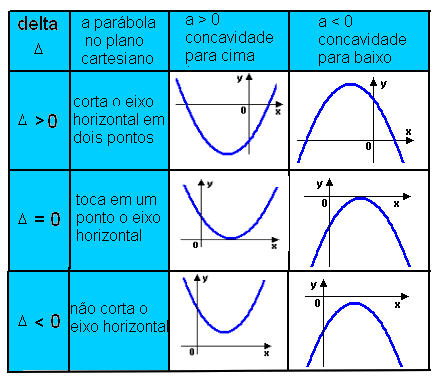 delta
Δ
a parábola
no plano
cartesiano
a > 0
concavidade
para cima
a < 0
concavidade
para baixo
Δ > 0
corta o eixo
horizontal em
dois pontos
y
0
x
y
0
x
Δ = 0
toca em um
ponto o eixo
horizontal
y
0
x
y
0
x
Δ < 0
não corta o
eixo horizontal
y
0
x
y
0
x